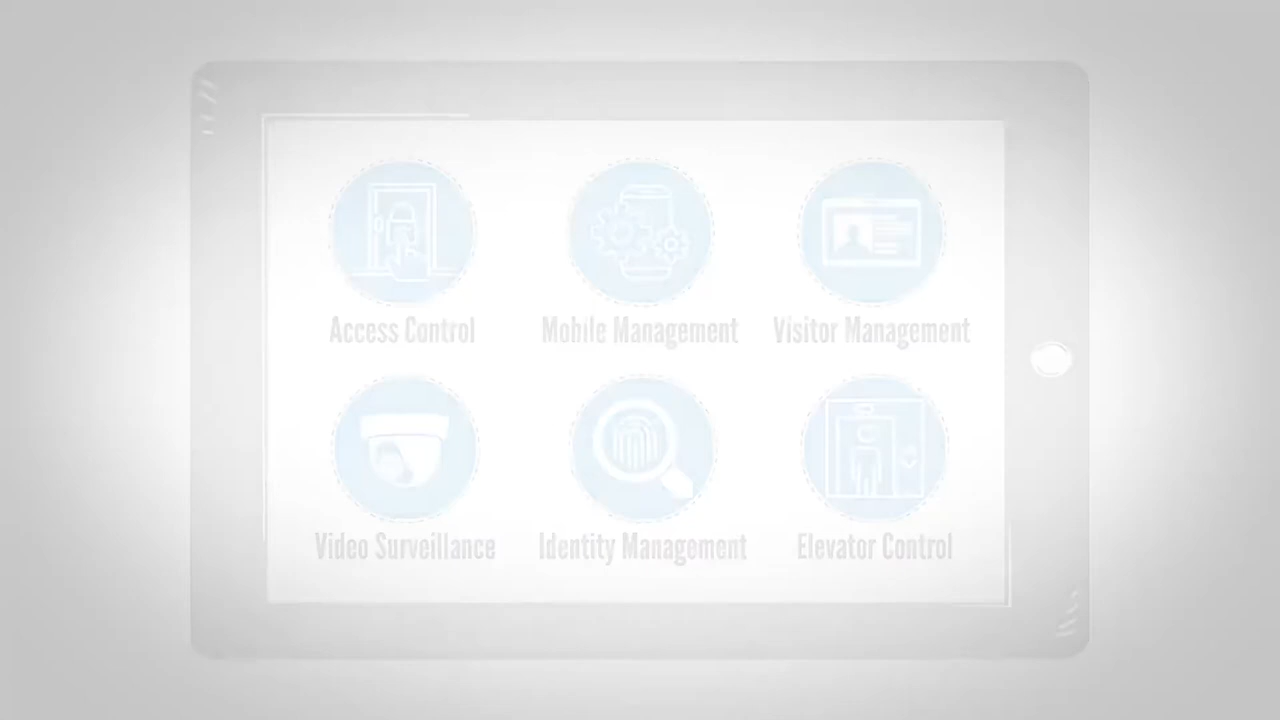 Access Control
Mobile Management
Visitor Management
Video Surveillance
Identity Management
Elevator Control